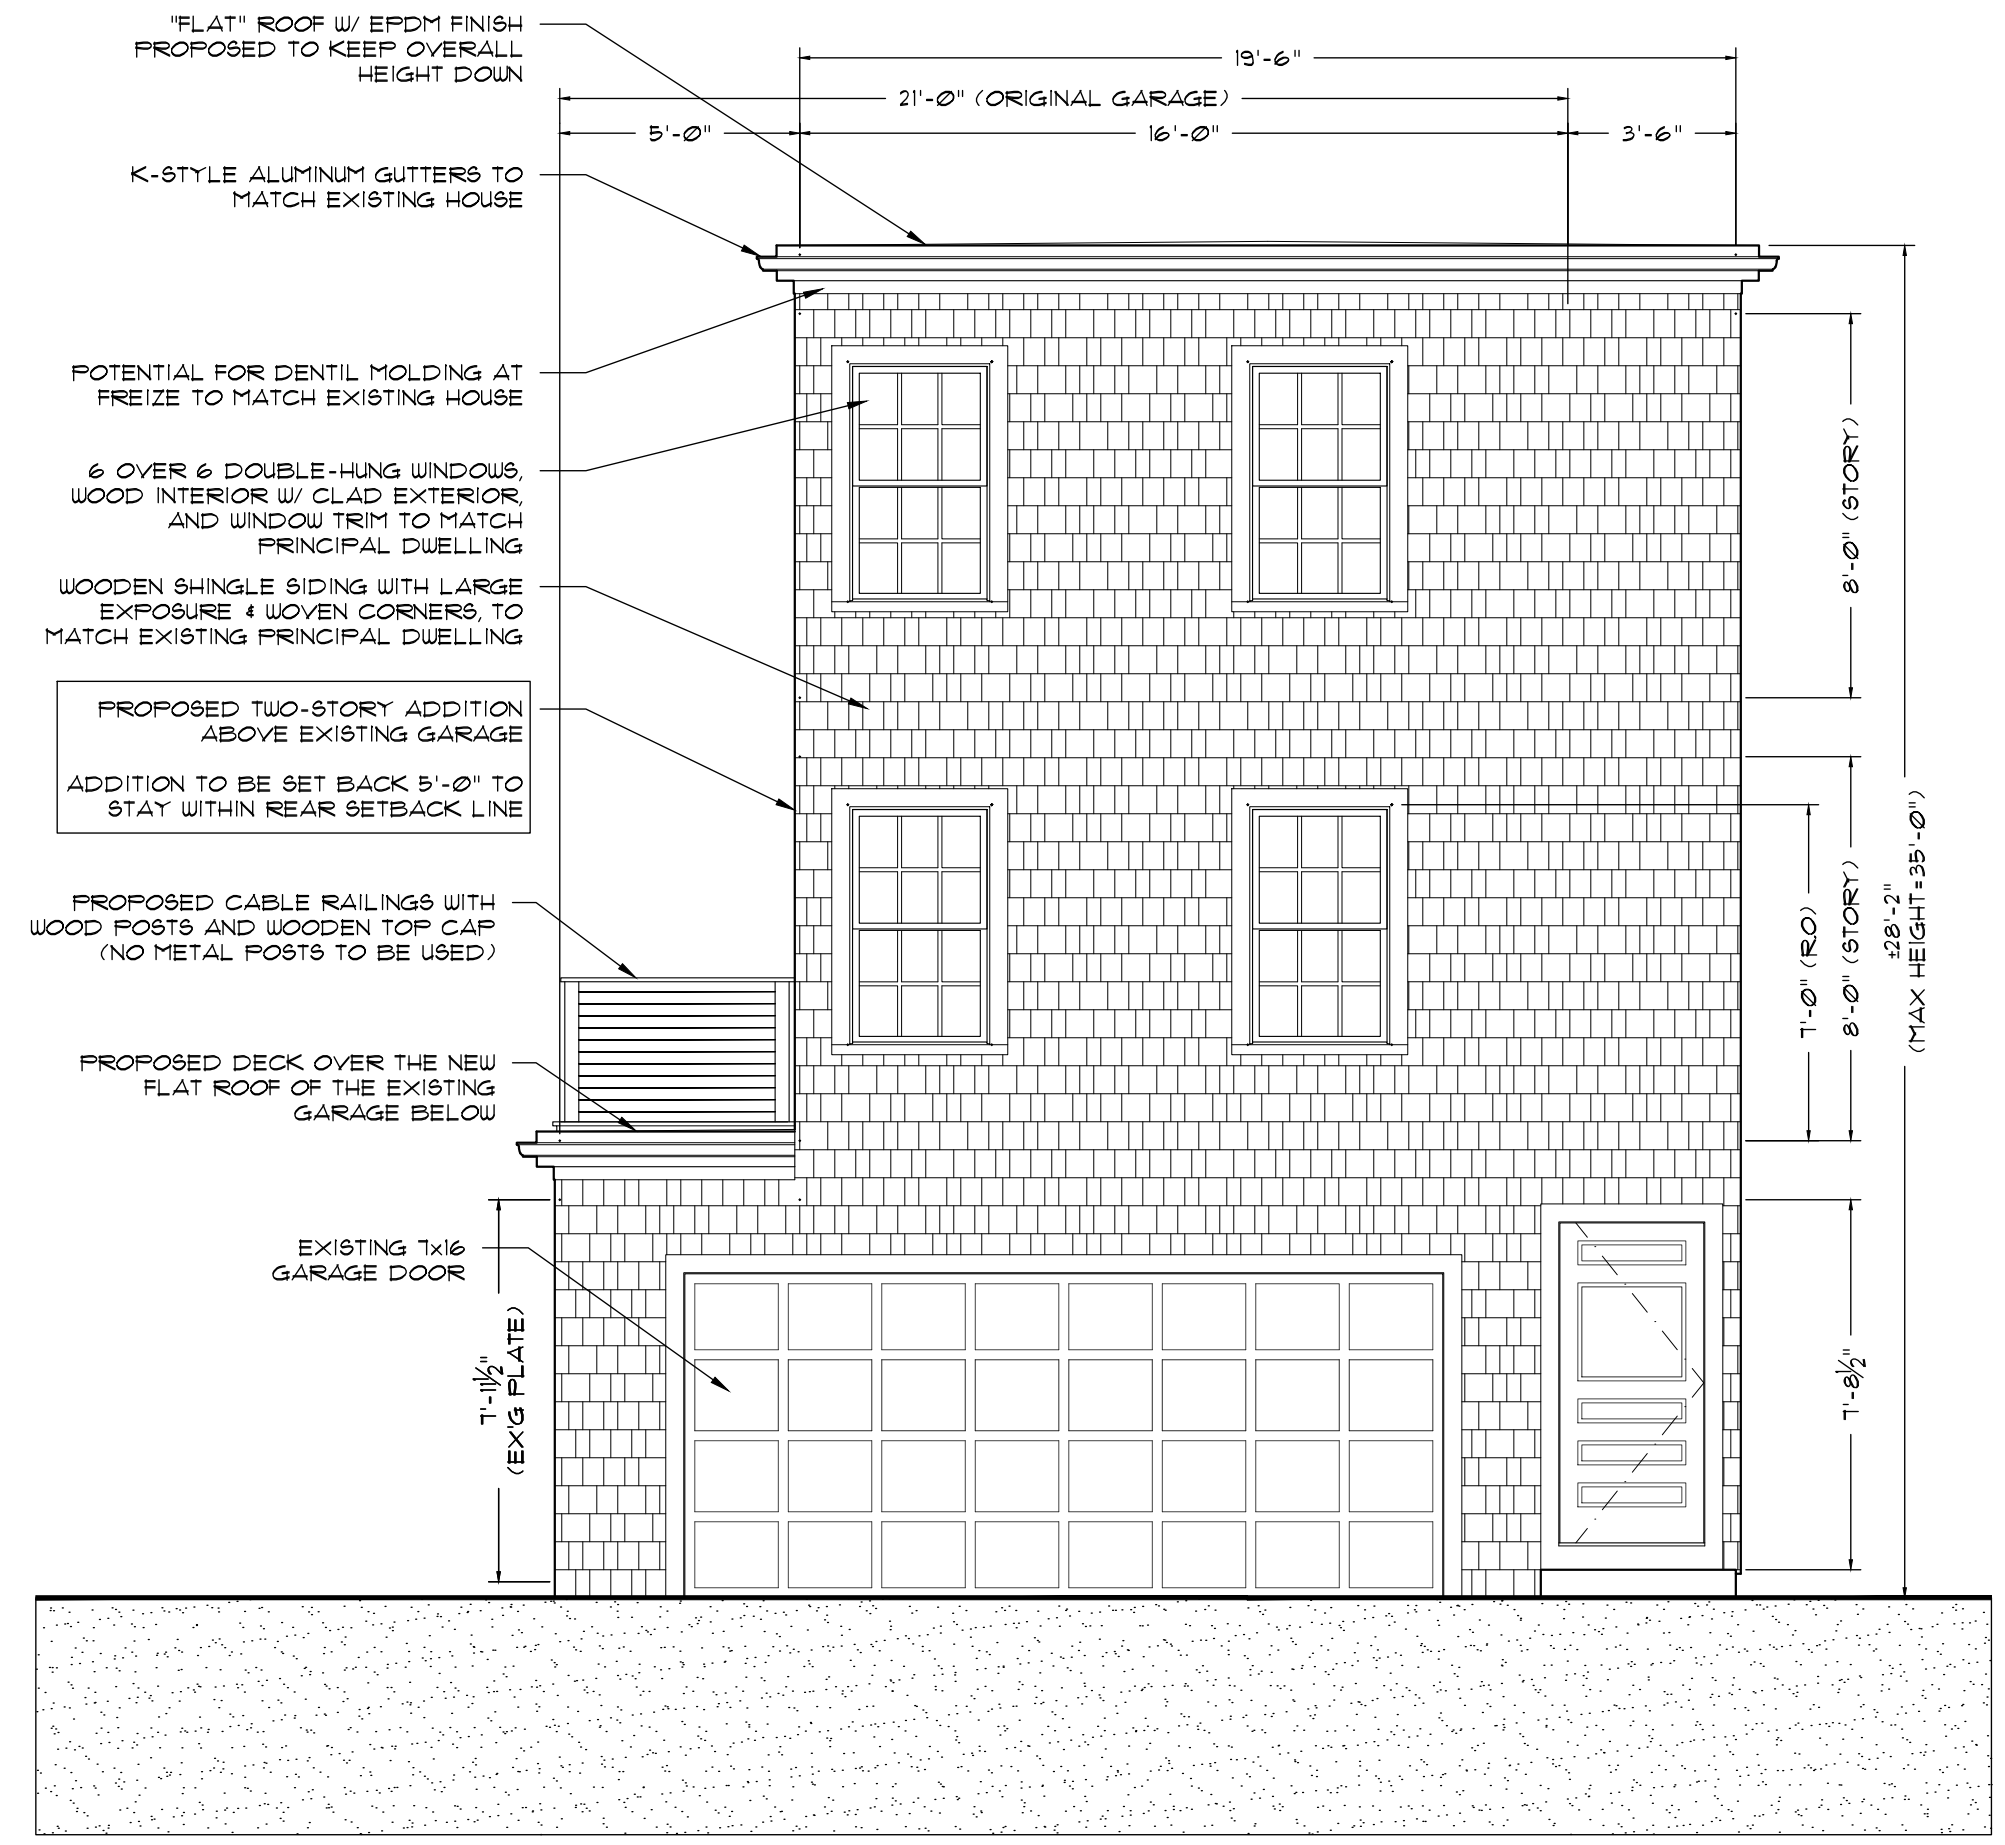 "FLAT" ROOF W/ EPDM FINISH
PROPOSED TO KEEP OVERALL
HEIGHT DOWN
19'-6"
21'-0" (ORIGINAL GARAGE)
5'-0"
16'-0"
3'-6"
K-STYLE ALUMINUM GUTTERS TO
MATCH EXISTING HOUSE
POTENTIAL FOR DENTIL MOLDING AT
FREIZE TO MATCH EXISTING HOUSE
6 OVER 6 DOUBLE-HUNG WINDOWS,
WOOD INTERIOR W/ CLAD EXTERIOR,
AND WINDOW TRIM TO MATCH
PRINCIPAL DWELLING
WOODEN SHINGLE SIDING WITH LARGE
EXPOSURE & WOVEN CORNERS, TO
MATCH EXISTING PRINCIPAL DWELLING
PROPOSED TWO-STORY ADDITION
ABOVE EXISTING GARAGE
ADDITION TO BE SET BACK 5'-0" TO
STAY WITHIN REAR SETBACK LINE
PROPOSED CABLE RAILINGS WITH
WOOD POSTS AND WOODEN TOP CAP
(NO METAL POSTS TO BE USED)
PROPOSED DECK OVER THE NEW
FLAT ROOF OF THE EXISTING
GARAGE BELOW
EXISTING 7x16
GARAGE DOOR
7'-11½"
(EX'G PLATE)
8'-0" (STORY)
7'-0" (R.O)
8'-0" (STORY)
±28'-2"
(MAX HEIGHT=35'-0")
7'-8½"